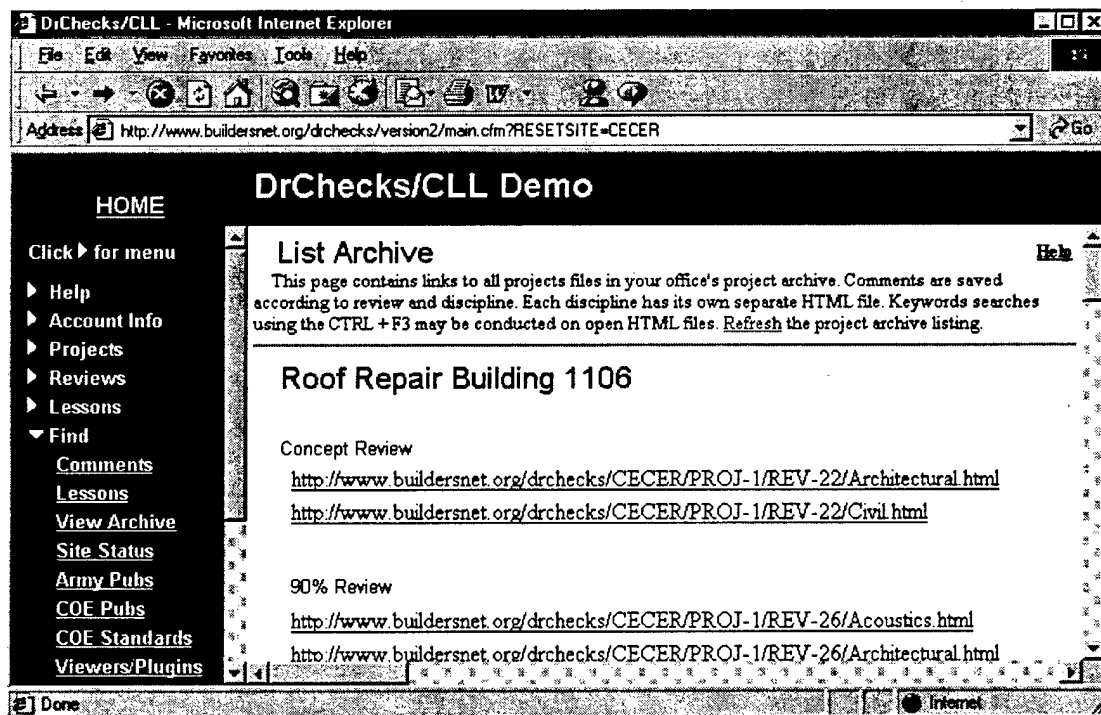 DrChecks/CLL - Microsoft Internet Explorer
File Edit View Favorites Tools Help
Address http://www.buildersnet.org/drchecks/version2/main.cfm?RESETSITE=CECER Go
HOME
DrChecks/CLL Demo
Click for menu
Help
Account Info
Projects
Reviews
Lessons
Find
Comments
Lessons
View Archive
Site Status
Army Pubs
COE Pubs
COE Standards
Viewers/Plugins
List Archive
Help
This page contains links to all projects files in your office's project archive. Comments are saved
according to review and discipline. Each discipline has its own separate HTML file. Keywords searches
using the CTRL + F3 may be conducted on open HTML files. Refresh the project archive listing.
Roof Repair Building 1106
Concept Review
http://www.buildersnet.org/drchecks/CECER/PROJ-1/REV-22/Architectural.html
http://www.buildersnet.org/drchecks/CECER/PROJ-1/REV-22/Civil.html
90% Review
http://www.buildersnet.org/drchecks/CECER/PROJ-1/REV-26/Acoustics.html
http://www.buildersnet.org/drchecks/CECER/PROJ-1/REV-26/Architectural.html
Done
Internet